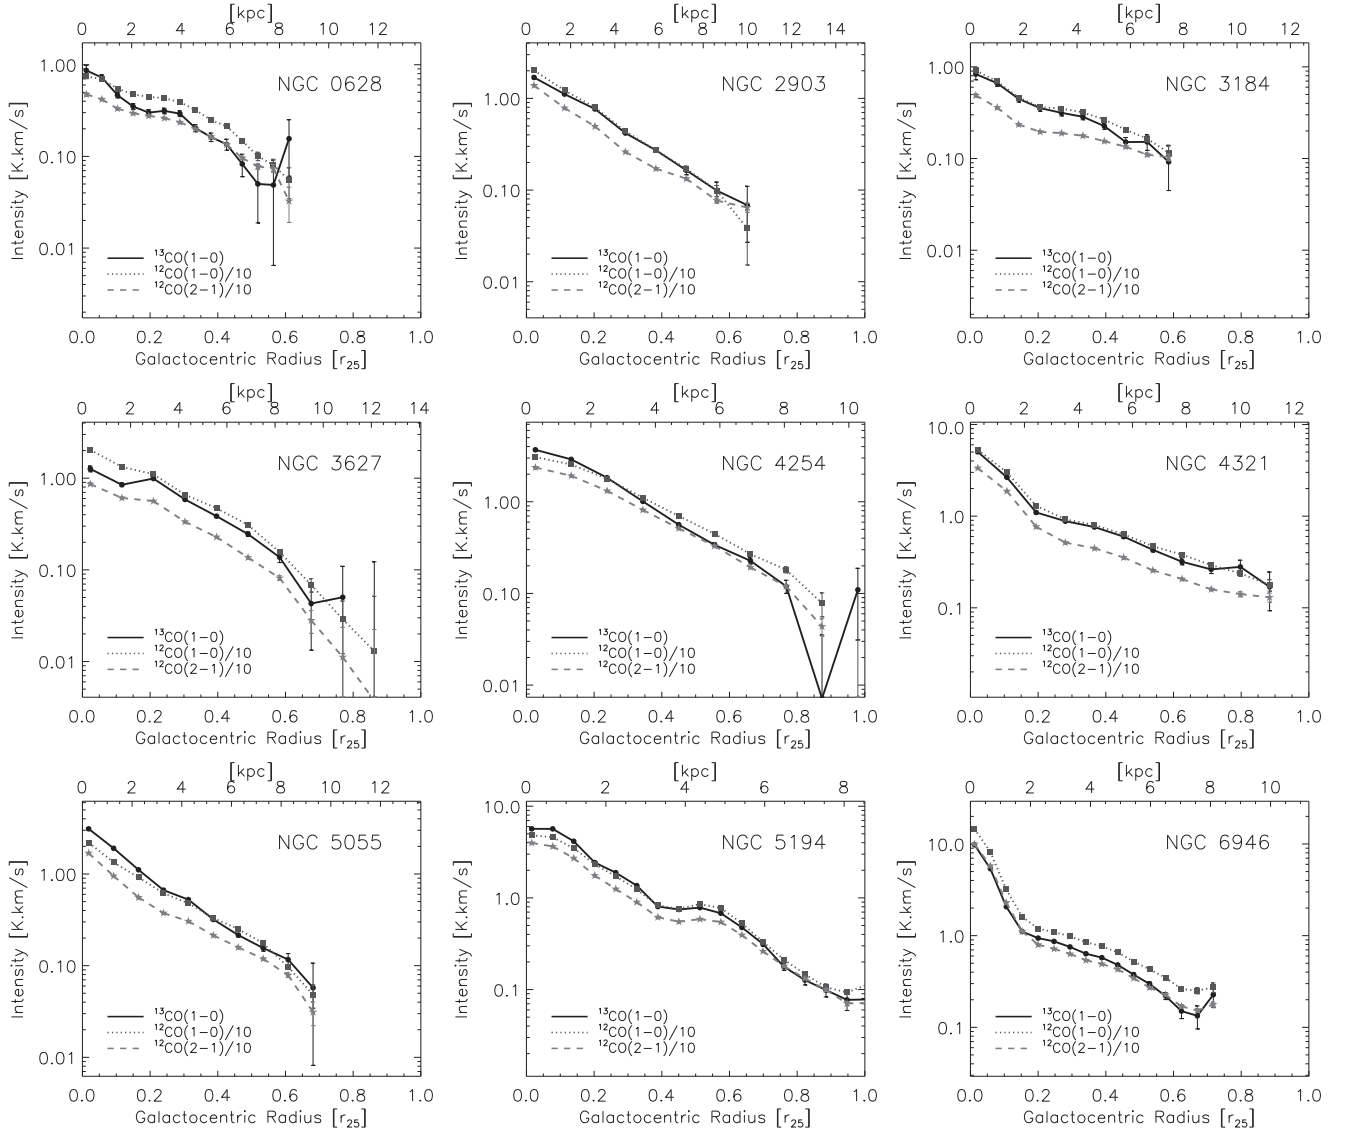 [kpc]
0 2 4 6 8 10 12
NGC 0628
Intensity [K.km/s]
1.00
0.10
0.01
¹³CO(1-0)
¹²CO(1-0)/10
¹²CO(2-1)/10
0.0 0.2 0.4 0.6 0.8 1.0
Galactocentric Radius [r₂₅]
[kpc]
0 2 4 6 8 10 12 14
NGC 2903
Intensity [K.km/s]
1.00
0.10
0.01
¹³CO(1-0)
¹²CO(1-0)/10
¹²CO(2-1)/10
0.0 0.2 0.4 0.6 0.8 1.0
Galactocentric Radius [r₂₅]
[kpc]
0 2 4 6 8 10 12
NGC 3184
Intensity [K.km/s]
1.00
0.10
0.01
¹³CO(1-0)
¹²CO(1-0)/10
¹²CO(2-1)/10
0.0 0.2 0.4 0.6 0.8 1.0
Galactocentric Radius [r₂₅]
[kpc]
0 2 4 6 8 10 12 14
NGC 3627
Intensity [K.km/s]
1.00
0.10
0.01
¹³CO(1-0)
¹²CO(1-0)/10
¹²CO(2-1)/10
0.0 0.2 0.4 0.6 0.8 1.0
Galactocentric Radius [r₂₅]
[kpc]
0 2 4 6 8 10
NGC 4254
Intensity [K.km/s]
1.00
0.10
0.01
¹³CO(1-0)
¹²CO(1-0)/10
¹²CO(2-1)/10
0.0 0.2 0.4 0.6 0.8 1.0
Galactocentric Radius [r₂₅]
[kpc]
0 2 4 6 8 10 12
NGC 4321
Intensity [K.km/s]
10.0
1.0
0.1
¹³CO(1-0)
¹²CO(1-0)/10
¹²CO(2-1)/10
0.0 0.2 0.4 0.6 0.8 1.0
Galactocentric Radius [r₂₅]
[kpc]
0 2 4 6 8 10 12
NGC 5055
Intensity [K.km/s]
1.00
0.10
0.01
¹³CO(1-0)
¹²CO(1-0)/10
¹²CO(2-1)/10
0.0 0.2 0.4 0.6 0.8 1.0
Galactocentric Radius [r₂₅]
[kpc]
0 2 4 6 8
NGC 5194
Intensity [K.km/s]
10.0
1.0
0.1
¹³CO(1-0)
¹²CO(1-0)/10
¹²CO(2-1)/10
0.0 0.2 0.4 0.6 0.8 1.0
Galactocentric Radius [r₂₅]
[kpc]
0 2 4 6 8 10
NGC 6946
Intensity [K.km/s]
10.0
1.0
0.1
¹³CO(1-0)
¹²CO(1-0)/10
¹²CO(2-1)/10
0.0 0.2 0.4 0.6 0.8 1.0
Galactocentric Radius [r₂₅]